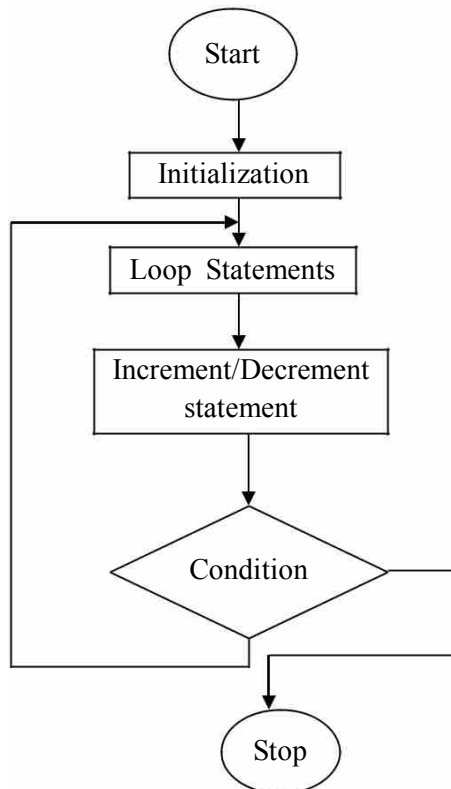 Start
Initialization
Loop Statements
Increment/Decrement
statement
Condition
Stop